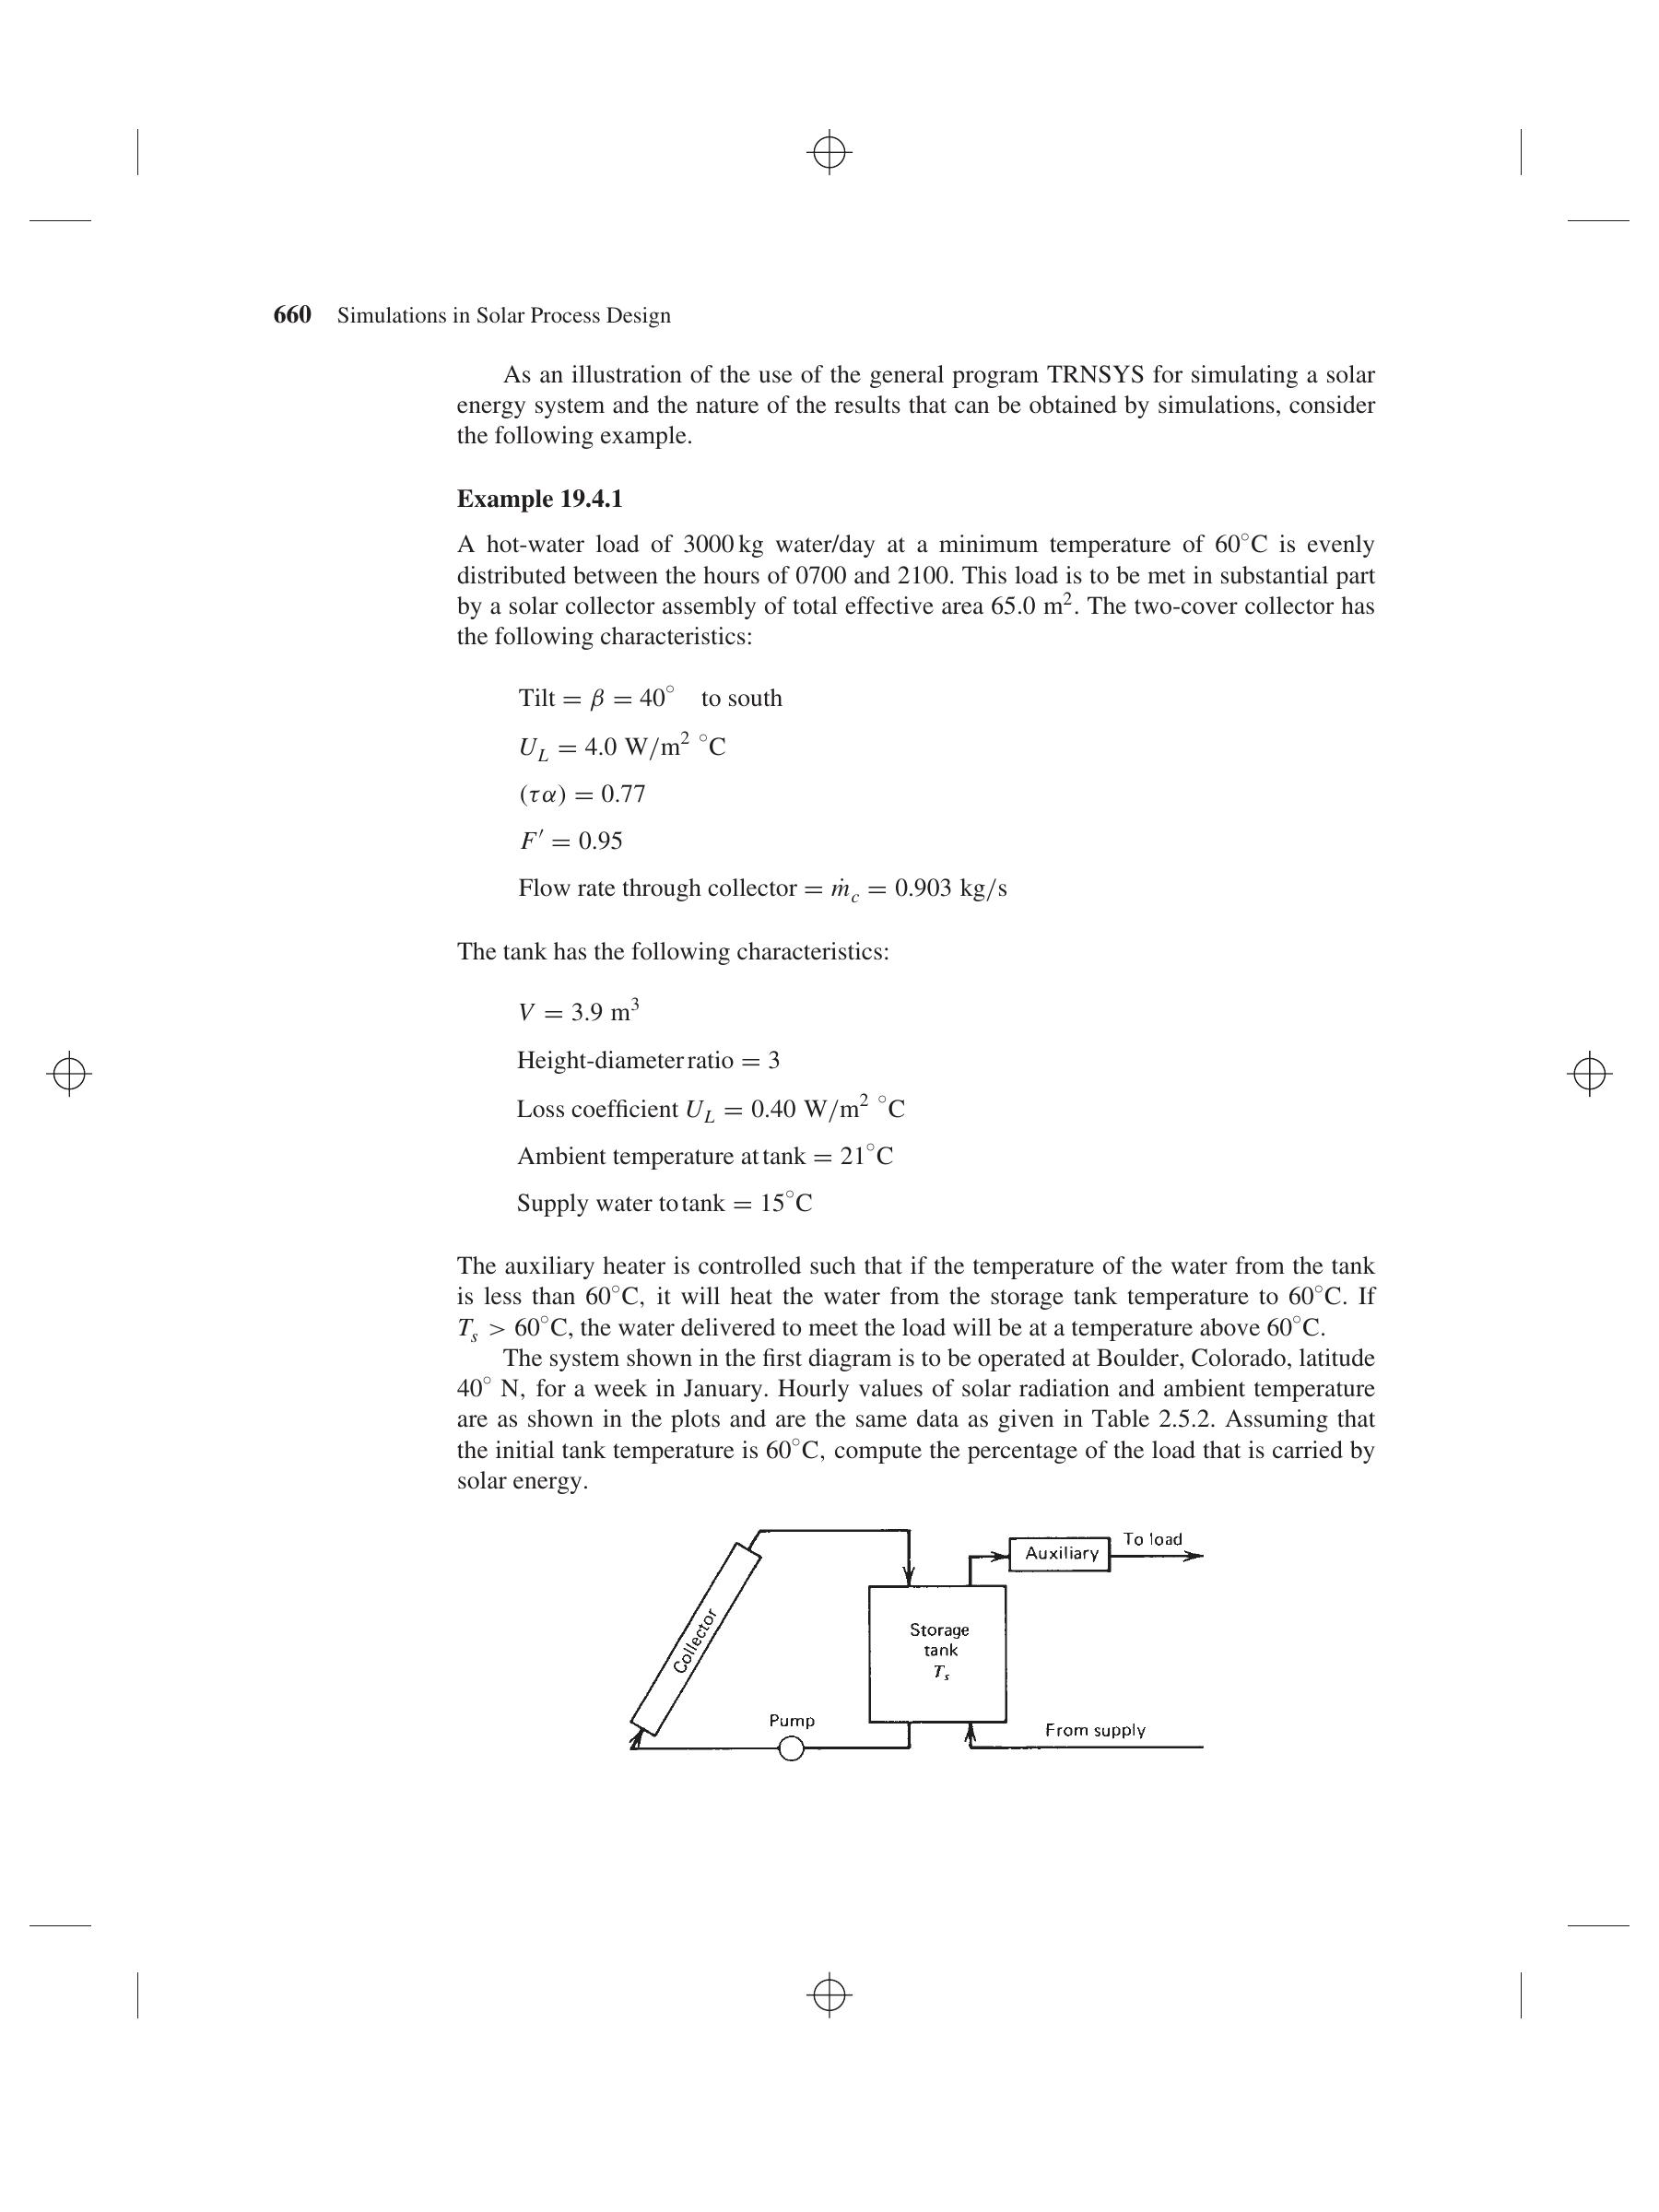 660 Simulations in Solar Process Design
As an illustration of the use of the general program TRNSYS for simulating a solar
energy system and the nature of the results that can be obtained by simulations, consider
the following example.
Example 19.4.1
A hot-water load of 3000 kg water/day at a minimum temperature of 60°C is evenly
distributed between the hours of 0700 and 2100. This load is to be met in substantial part
by a solar collector assembly of total effective area 65.0 m². The two-cover collector has
the following characteristics:
Tilt = β = 40° to south
U_L = 4.0 W/m² °C
(τα) = 0.77
F′ = 0.95
Flow rate through collector = ṁ_c = 0.903 kg/s
The tank has the following characteristics:
V = 3.9 m³
Height-diameter ratio = 3
Loss coefficient U_L = 0.40 W/m² °C
Ambient temperature at tank = 21°C
Supply water to tank = 15°C
The auxiliary heater is controlled such that if the temperature of the water from the tank
is less than 60°C, it will heat the water from the storage tank temperature to 60°C. If
T_s > 60°C, the water delivered to meet the load will be at a temperature above 60°C.
The system shown in the first diagram is to be operated at Boulder, Colorado, latitude
40° N, for a week in January. Hourly values of solar radiation and ambient temperature
are as shown in the plots and are the same data as given in Table 2.5.2. Assuming that
the initial tank temperature is 60°C, compute the percentage of the load that is carried by
solar energy.
To load
Auxiliary
Collector
Storage
tank
T_s
Pump
From supply